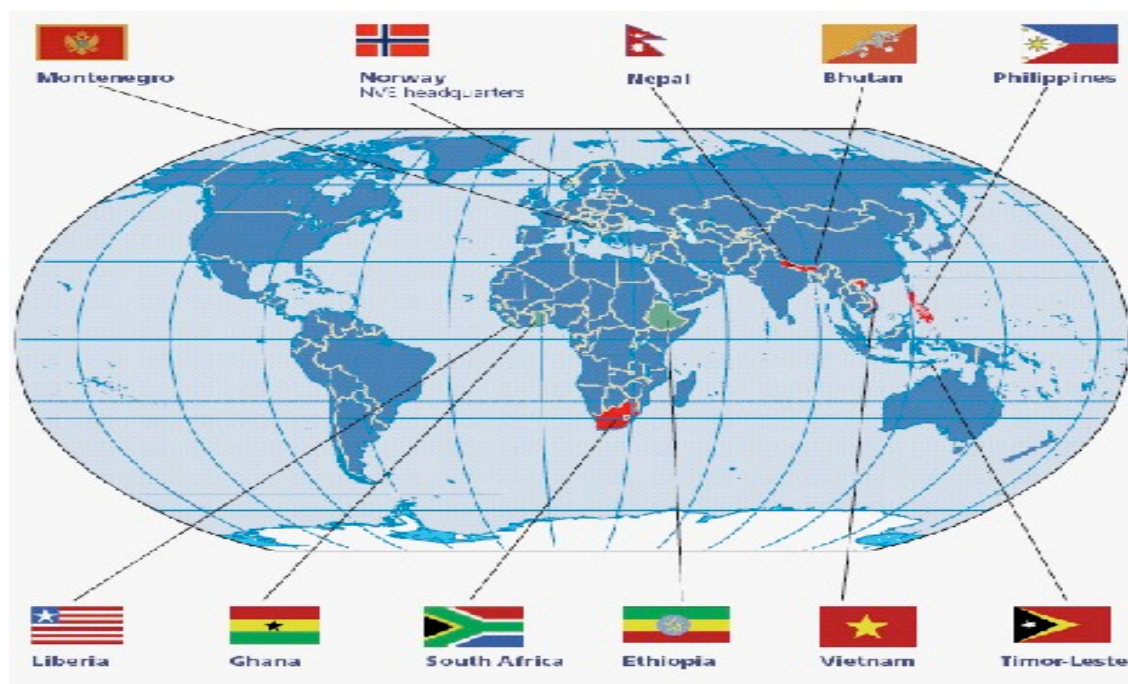 Montenegro
Norway
NVE headquarters
Nepal
Bhutan
Philippines
Liberia
Ghana
South Africa
Ethiopia
Vietnam
Timor-Leste